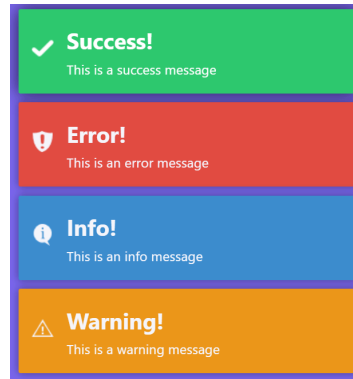 Success!
This is a success message
Error!
This is an error message
Info!
This is an info message
Warning!
This is a warning message